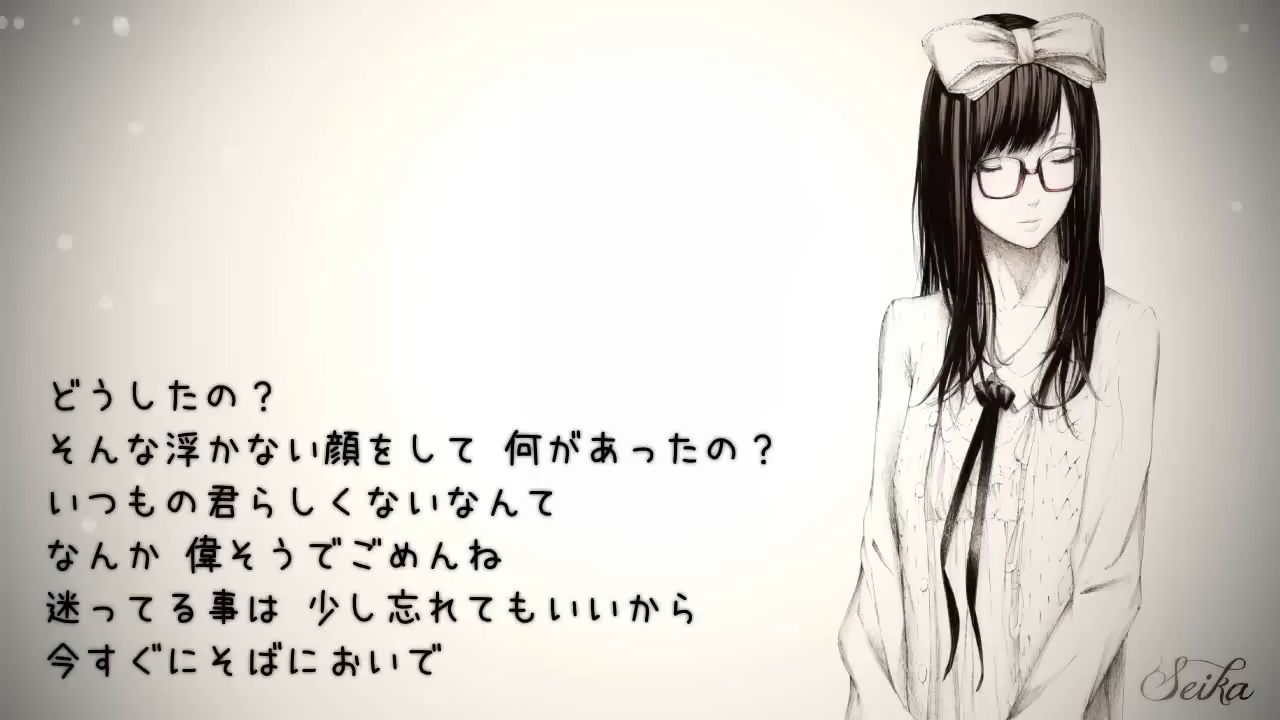 どうしたの？
そんな浮かない顔をして 何があったの？
いつもの君らしくないなんて
なんか 偉そうでごめんね
迷ってる事は 少し忘れてもいいから
今すぐにそばにおいで
Seika